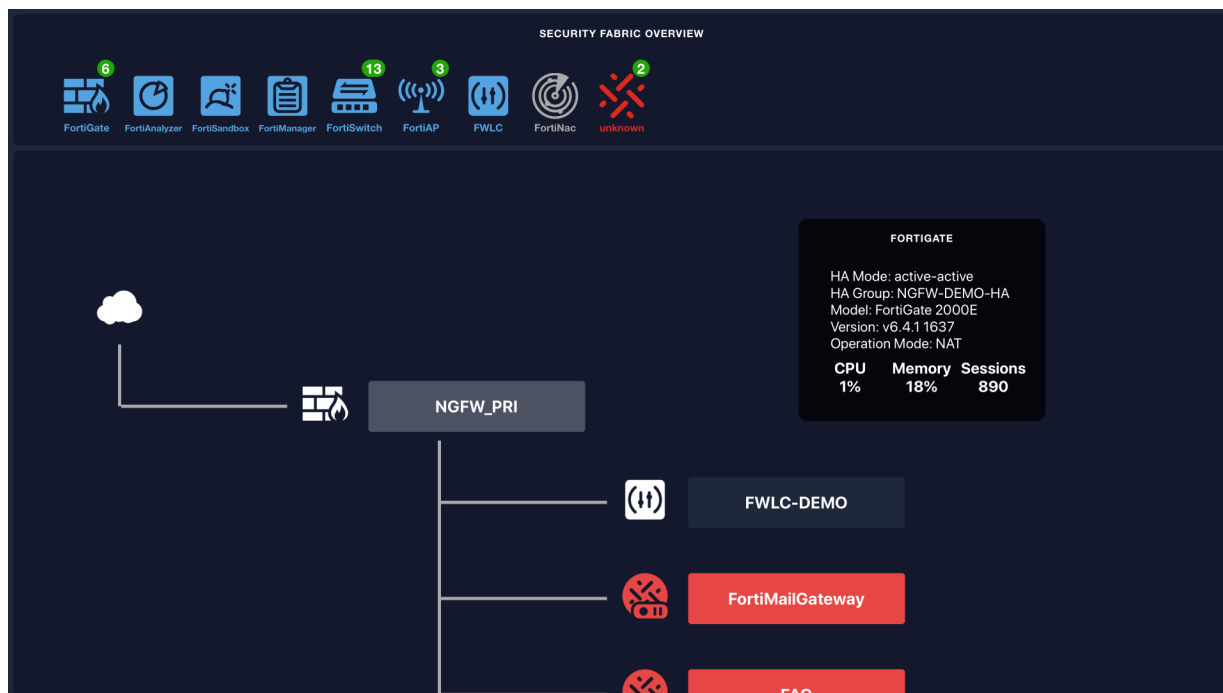 SECURITY FABRIC OVERVIEW
6
13
3
2
FortiGate
FortiAnalyzer
FortiSandbox
FortiManager
FortiSwitch
FortiAP
FWLC
FortiNac
unknown
FORTIGATE
HA Mode: active-active
HA Group: NGFW-DEMO-HA
Model: FortiGate 2000E
Version: v6.4.1 1637
Operation Mode: NAT
CPU Memory Sessions
1% 18% 890
NGFW_PRI
FWLC-DEMO
FortiMailGateway